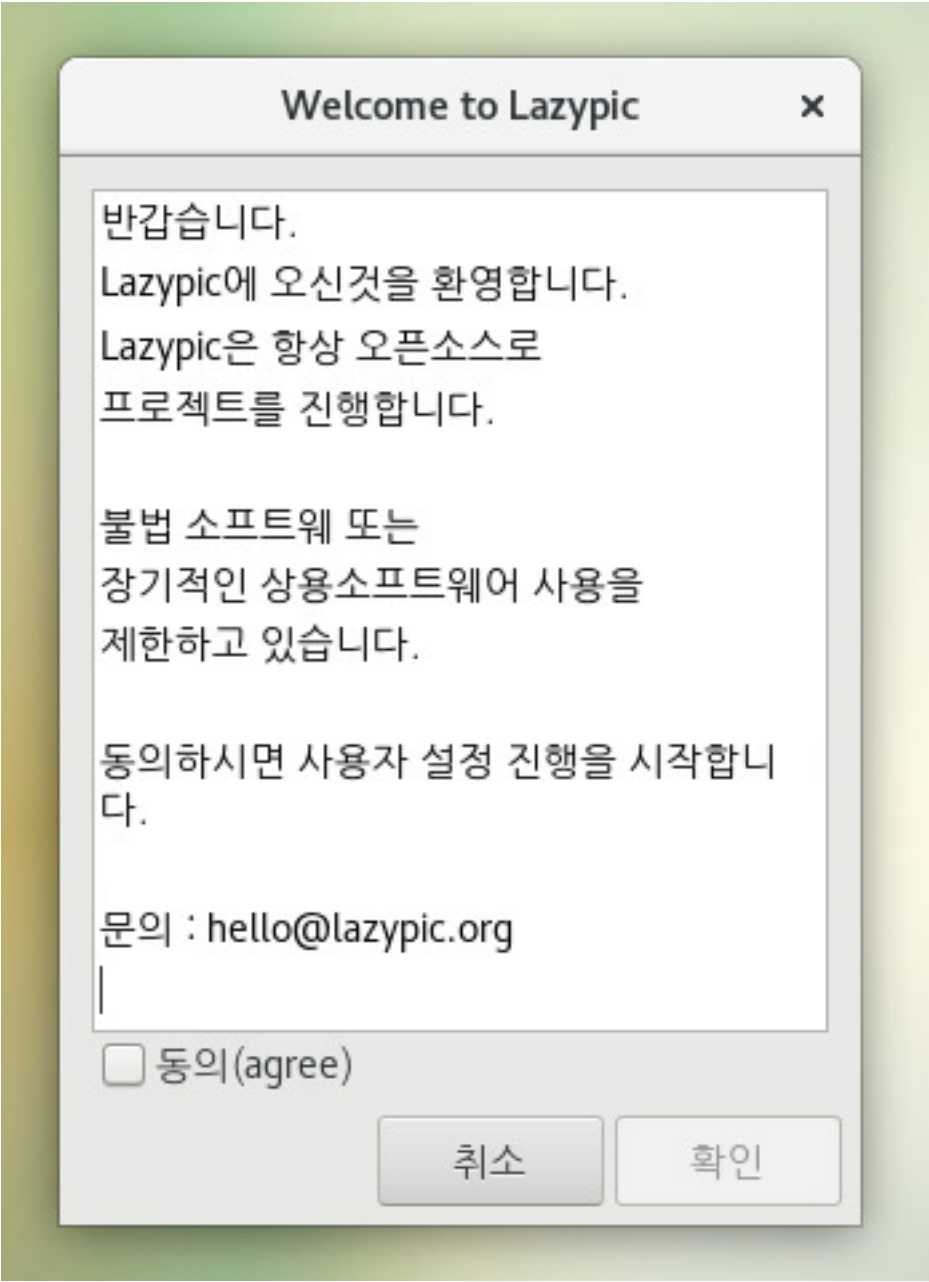 Welcome to Lazypic
반갑습니다.
Lazypic에 오신것을 환영합니다.
Lazypic은 항상 오픈소스로
프로젝트를 진행합니다.
불법 소프트웨 또는
장기적인 상용소프트웨어 사용을
제한하고 있습니다.
동의하시면 사용자 설정 진행을 시작합니
다.
문의 : hello@lazypic.org
동의(agree)
취소
확인